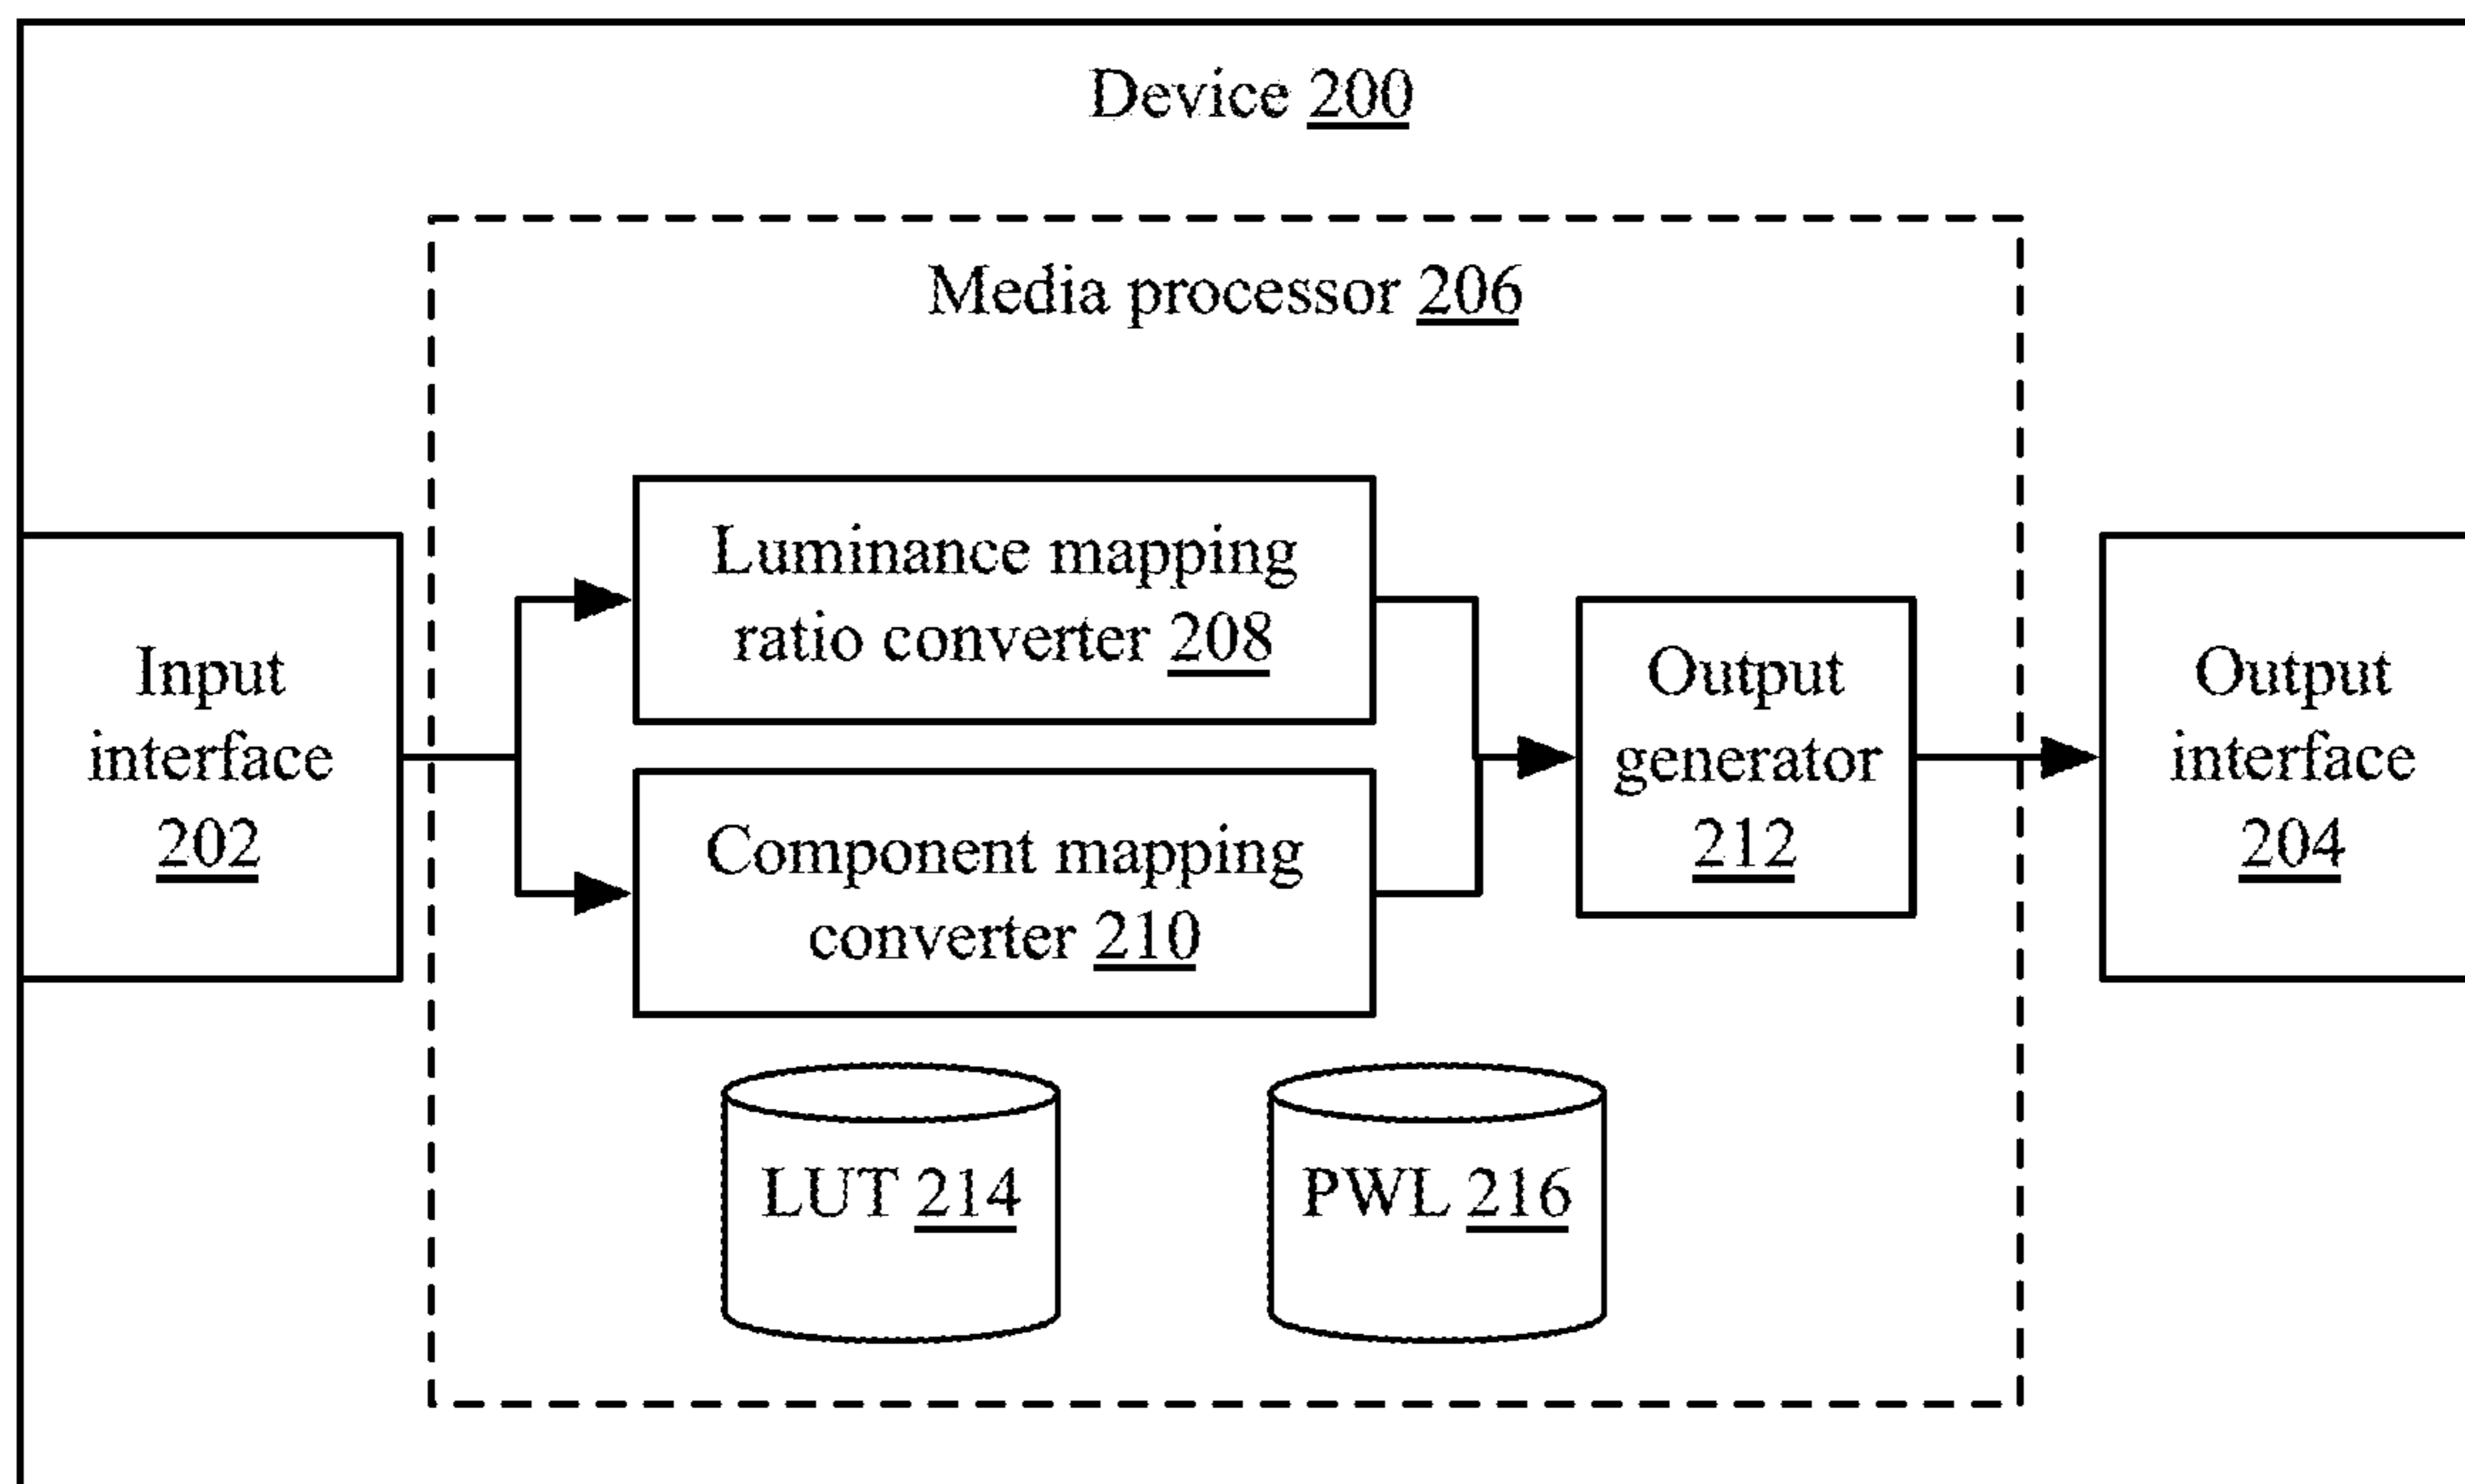 Device 200
Media processor 206
Input
interface
202
Luminance mapping
ratio converter 208
Component mapping
converter 210
Output
generator
212
Output
interface
204
LUT 214
PWL 216